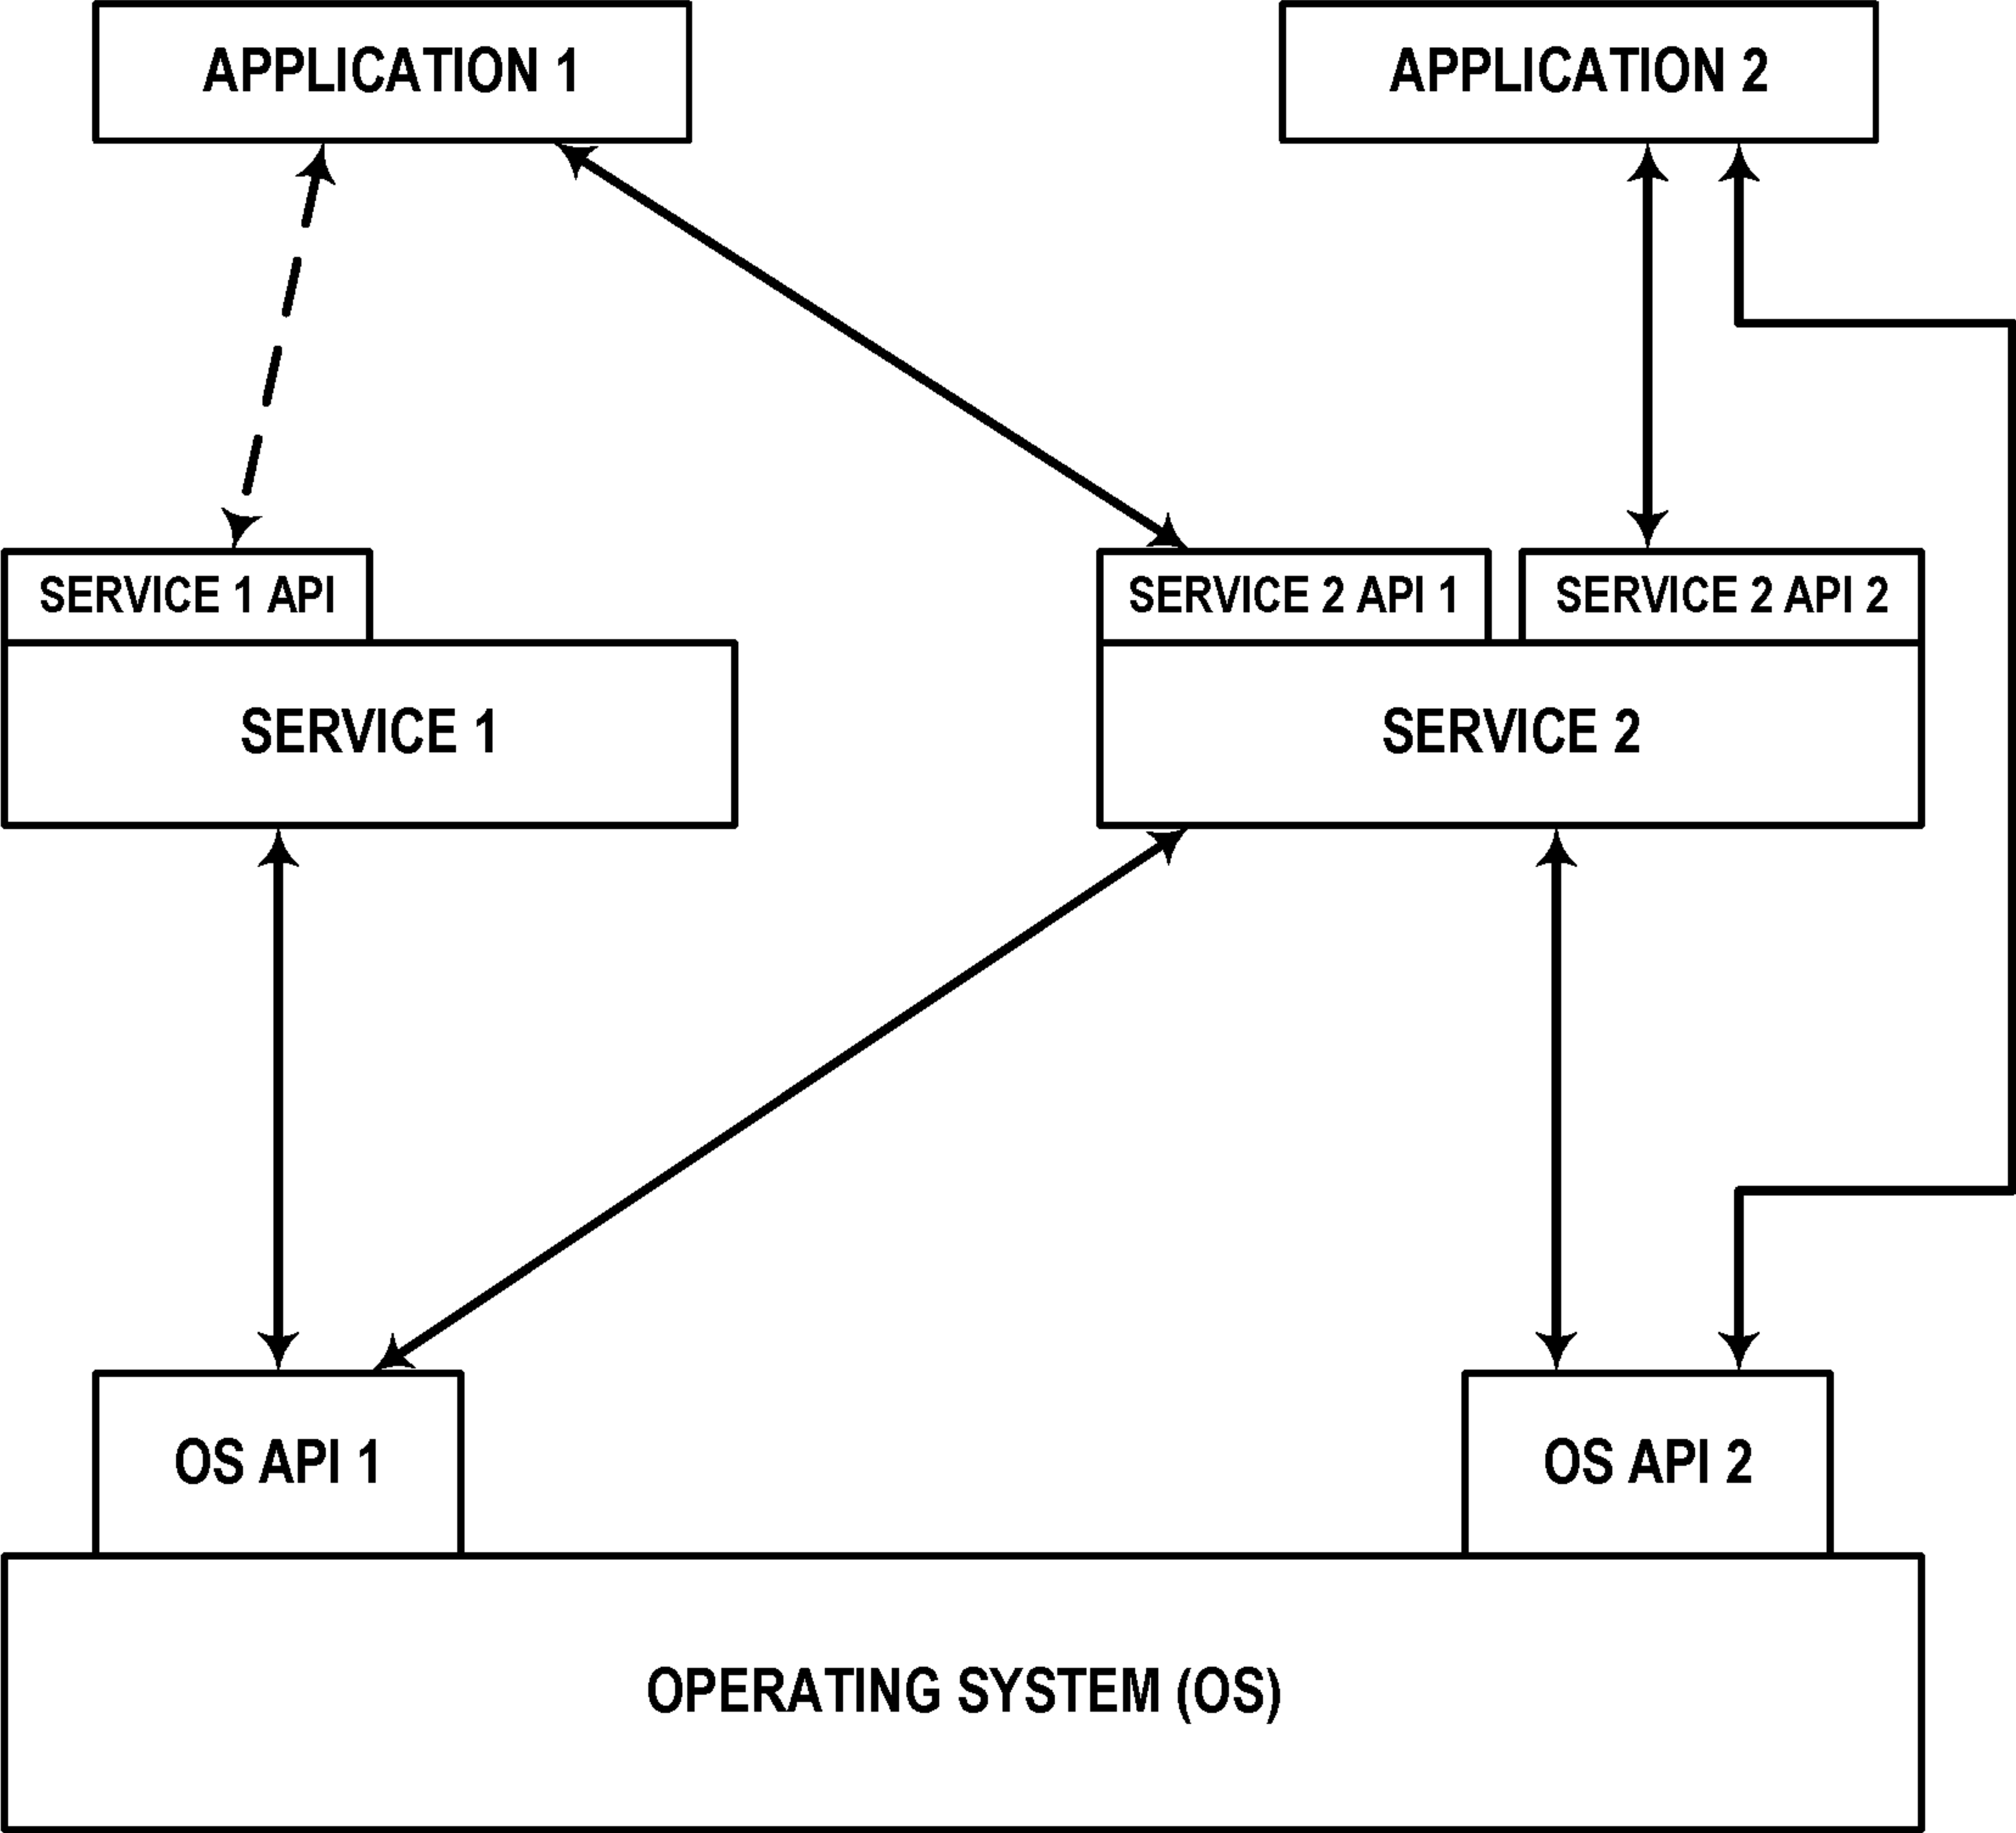 APPLICATION 1
APPLICATION 2
SERVICE 1 API
SERVICE 2 API 1
SERVICE 2 API 2
SERVICE 1
SERVICE 2
OS API 1
OS API 2
OPERATING SYSTEM (OS)